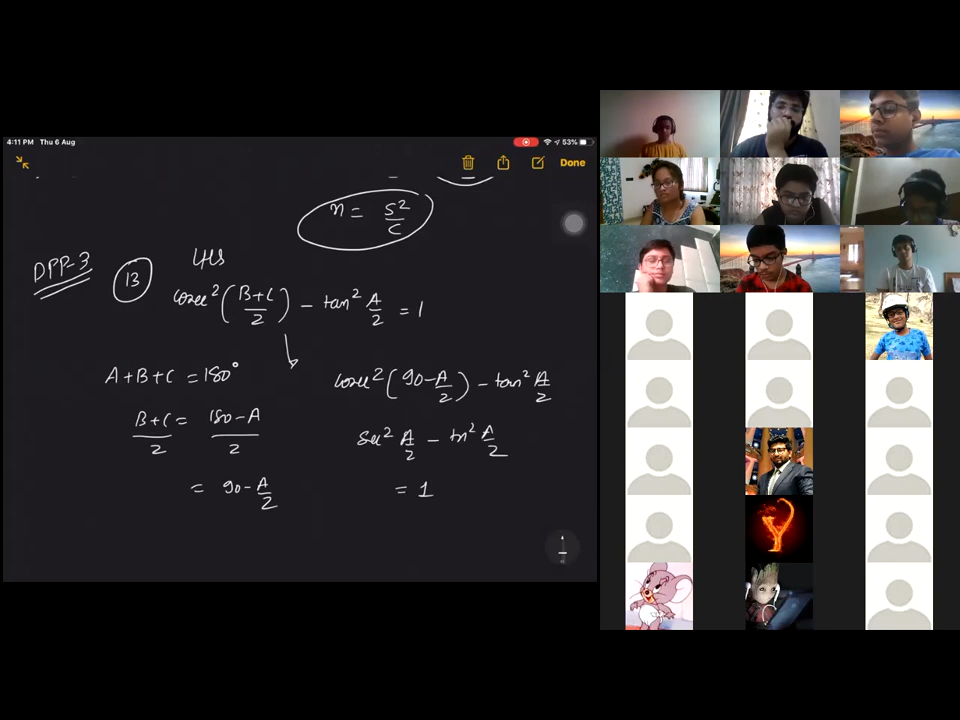 4:11 PM Thu 6 Aug
53%
Done
n = S²/C
DPP-3
13
LHS
cosec² (B+C/2) - tan² A/2 = 1
A+B+C = 180°
cosec² (90-A/2) - tan² A/2
B+C/2 = 180-A/2
sec² A/2 - tn² A/2
= 90-A/2
= 1